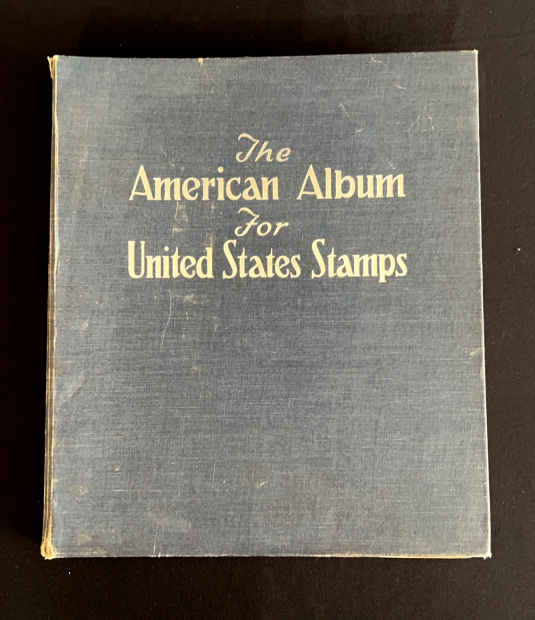 The
American Album
For
United States Stamps